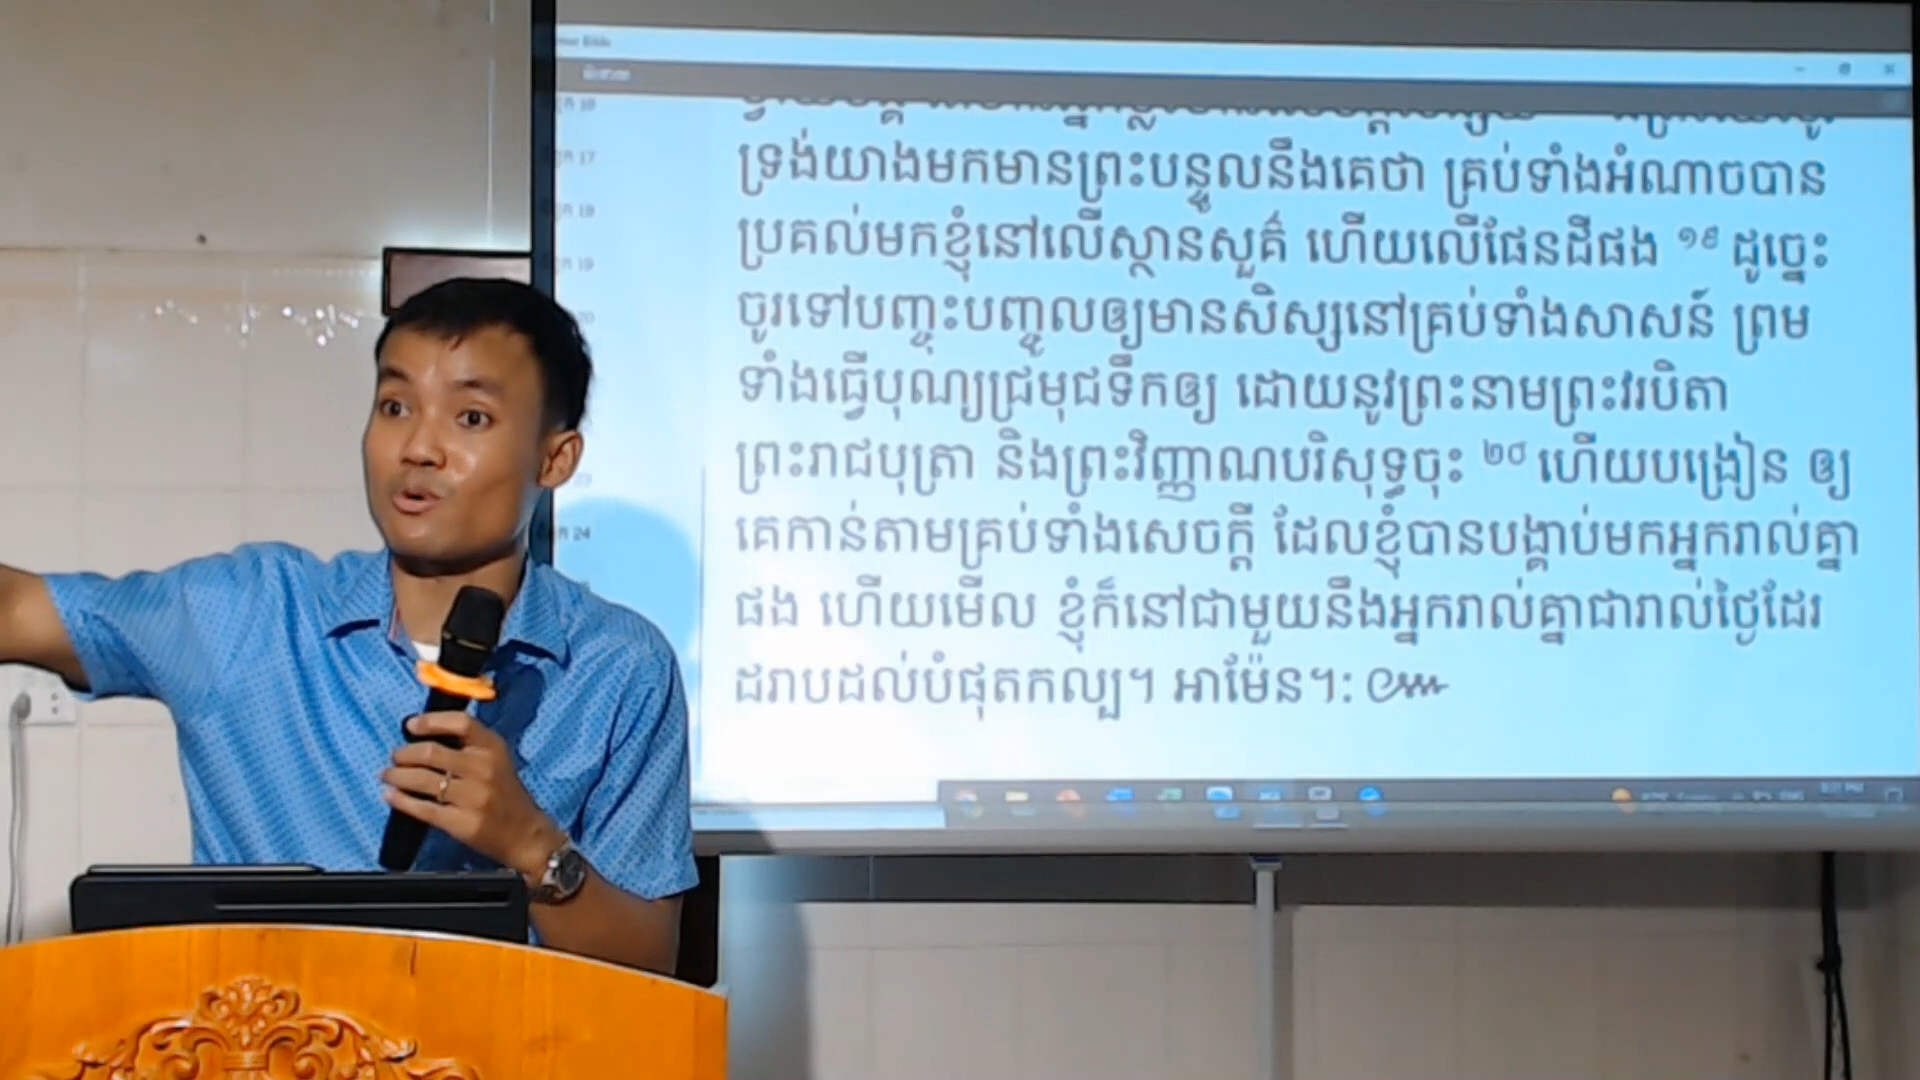 ទ្រង់យាងមកមានព្រះបន្ទូលនឹងគេថា គ្រប់ទាំងអំណាចបាន
ប្រគល់មកខ្ញុំនៅលើស្ថានសួគ៌ ហើយលើផែនដីផង ១៩ ដូច្នេះ
ចូរទៅបញ្ចុះបញ្ចូលឲ្យមានសិស្សនៅគ្រប់ទាំងសាសន៍ ព្រម
ទាំងធ្វើបុណ្យជ្រមុជទឹកឲ្យ ដោយនូវព្រះនាមព្រះវរបិតា
ព្រះរាជបុត្រា និងព្រះវិញ្ញាណបរិសុទ្ធចុះ ២០ ហើយបង្រៀន ឲ្យ
គេកាន់តាមគ្រប់ទាំងសេចក្តី ដែលខ្ញុំបានបង្គាប់មកអ្នករាល់គ្នា
ផង ហើយមើល ខ្ញុំក៏នៅជាមួយនឹងអ្នករាល់គ្នាជារាល់ថ្ងៃដែរ
ដរាបដល់បំផុតកល្ប។ អាម៉ែន។:
17
19
24